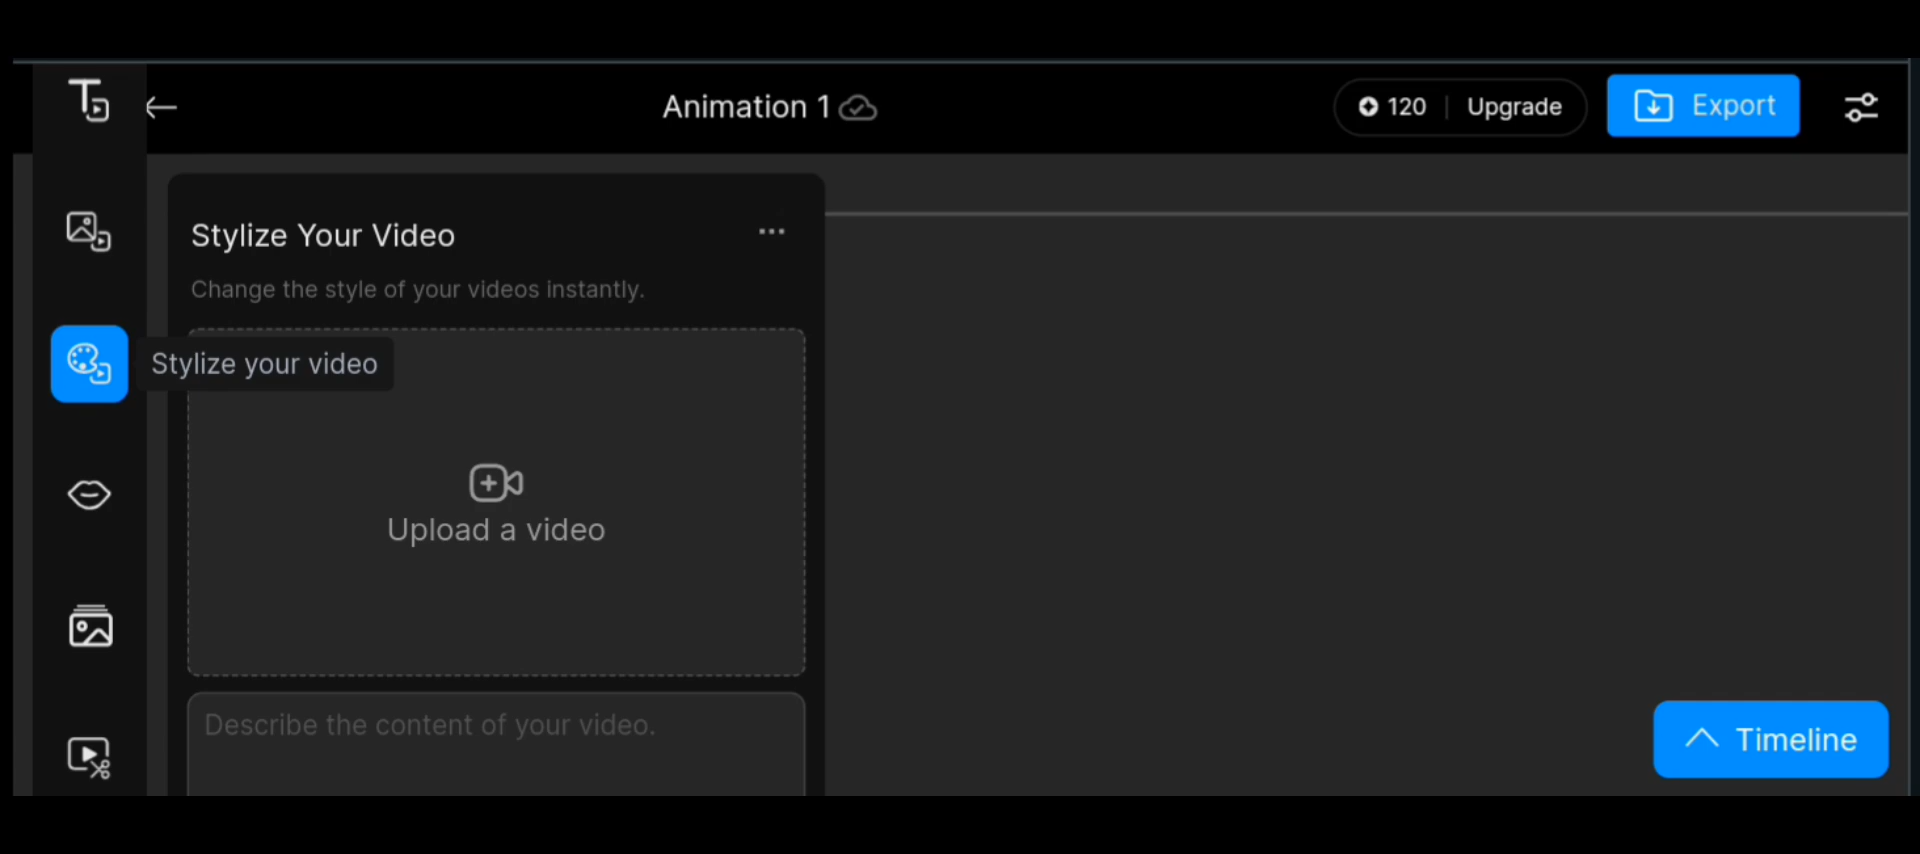 Animation 1
120 | Upgrade
Export
Stylize Your Video
Change the style of your videos instantly.
Stylize your video
Upload a video
Describe the content of your video.
Timeline